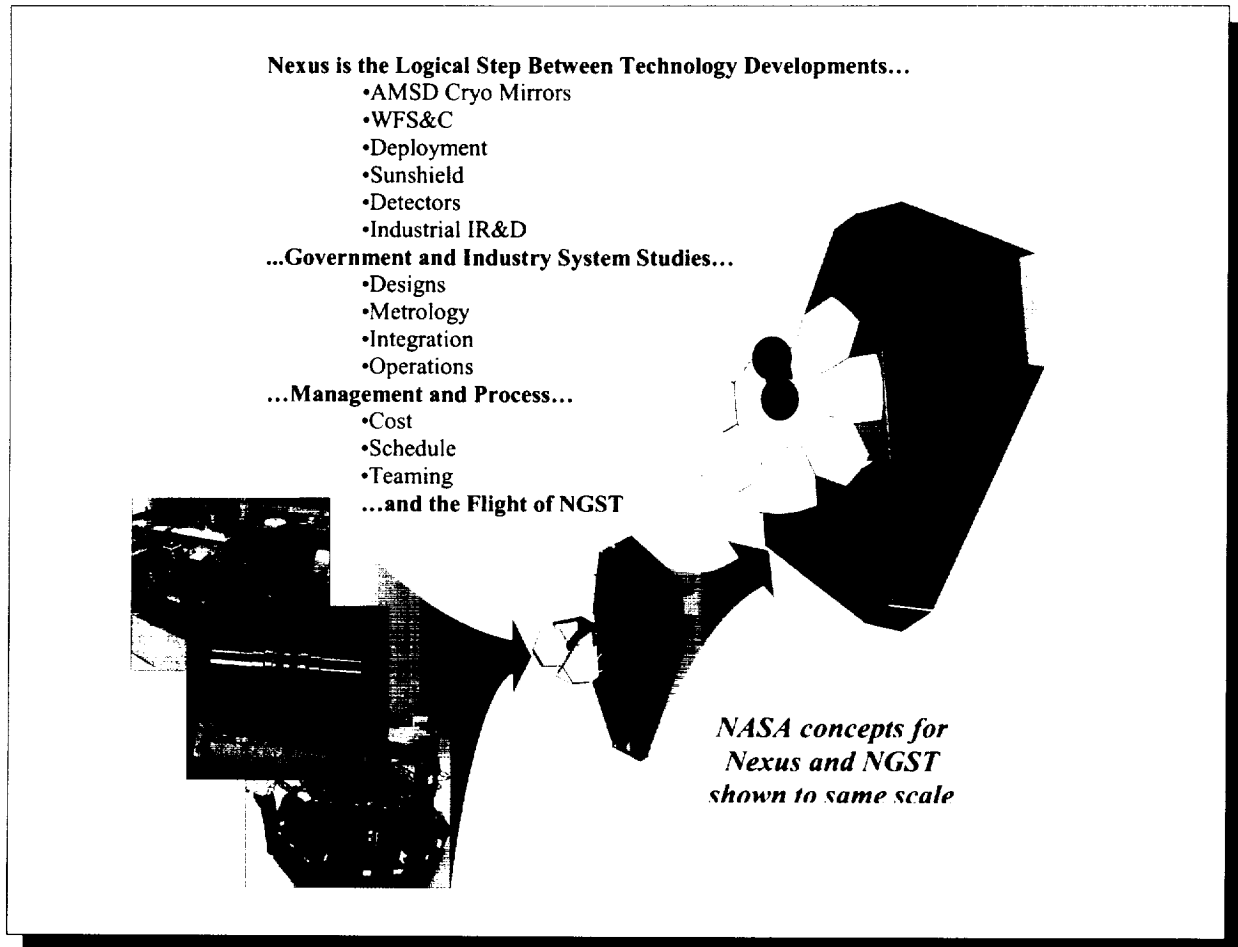 Nexus is the Logical Step Between Technology Developments...
•AMSD Cryo Mirrors
•WFS&C
•Deployment
•Sunshield
•Detectors
•Industrial IR&D
...Government and Industry System Studies...
•Designs
•Metrology
•Integration
•Operations
...Management and Process...
•Cost
•Schedule
•Teaming
...and the Flight of NGST
NASA concepts for
Nexus and NGST
shown to same scale